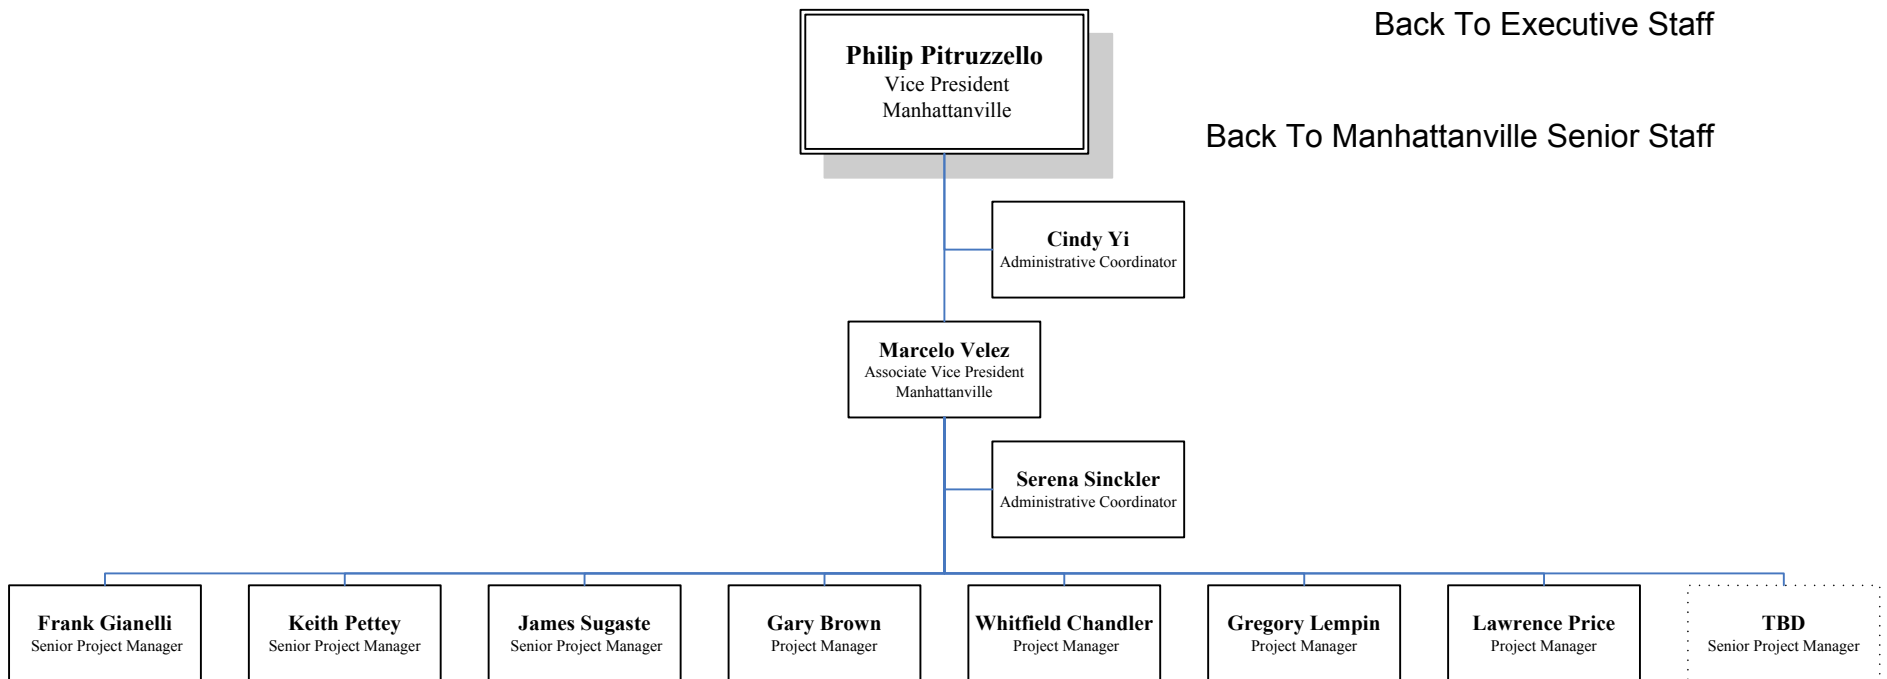 Back To Executive Staff
Philip Pitruzzello
Vice President
Manhattanville
Back To Manhattanville Senior Staff
Cindy Yi
Administrative Coordinator
Marcelo Velez
Associate Vice President
Manhattanville
Serena Sinckler
Administrative Coordinator
Frank Gianelli
Senior Project Manager
Keith Pettey
Senior Project Manager
James Sugaste
Senior Project Manager
Gary Brown
Project Manager
Whitfield Chandler
Project Manager
Gregory Lempin
Project Manager
Lawrence Price
Project Manager
TBD
Senior Project Manager